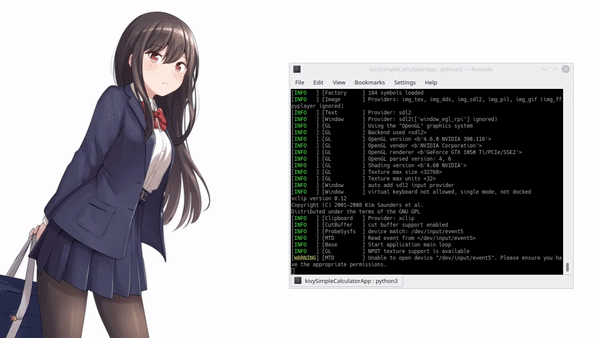 kivySimpleCalculatorApp : python3 — Konsole
File Edit View Bookmarks Settings Help
[INFO   ] [Factory     ] 184 symbols loaded
[INFO   ] [Image       ] Providers: img_tex, img_dds, img_sdl2, img_pil, img_gif (img_ff
pyplayer ignored)
[INFO   ] [Text        ] Provider: sdl2
[INFO   ] [Window      ] Provider: sdl2(['window_egl_rpi'] ignored)
[INFO   ] [GL          ] Using the "OpenGL" graphics system
[INFO   ] [GL          ] Backend used <sdl2>
[INFO   ] [GL          ] OpenGL version <b'4.6.0 NVIDIA 390.116'>
[INFO   ] [GL          ] OpenGL vendor <b'NVIDIA Corporation'>
[INFO   ] [GL          ] OpenGL renderer <b'GeForce GTX 1050 Ti/PCIe/SSE2'>
[INFO   ] [GL          ] OpenGL parsed version: 4, 6
[INFO   ] [GL          ] Shading version <b'4.60 NVIDIA'>
[INFO   ] [GL          ] Texture max size <32768>
[INFO   ] [GL          ] Texture max units <32>
[INFO   ] [Window      ] auto add sdl2 input provider
[INFO   ] [Window      ] virtual keyboard not allowed, single mode, not docked
xclip version 0.12
Copyright (C) 2001-2008 Kim Saunders et al.
Distributed under the terms of the GNU GPL
[INFO   ] [Clipboard   ] Provider: xclip
[INFO   ] [CutBuffer   ] cut buffer support enabled
[INFO   ] [ProbeSysfs  ] device match: /dev/input/event5
[INFO   ] [MTD         ] Read event from </dev/input/event5>
[INFO   ] [Base        ] Start application main loop
[INFO   ] [GL          ] NPOT texture support is available
[WARNING] [MTD         ] Unable to open device "/dev/input/event5". Please ensure you ha
ve the appropriate permissions.
kivySimpleCalculatorApp : python3